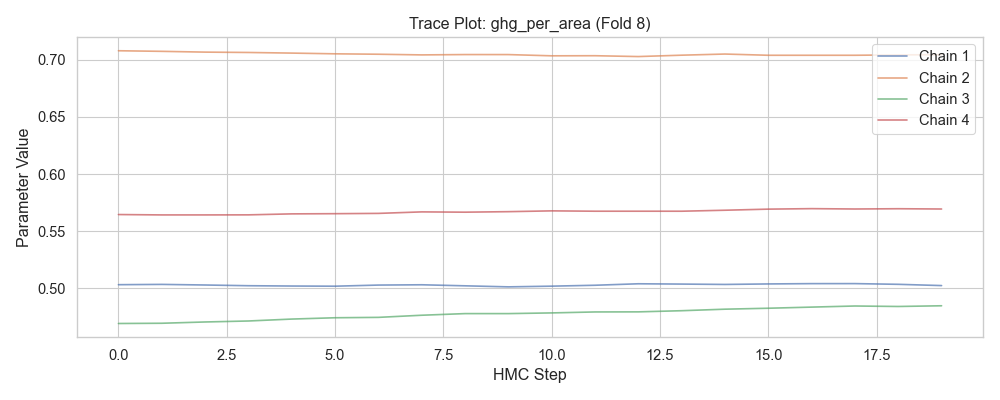 Trace Plot: ghg_per_area (Fold 8)
Parameter Value
0.70
0.65
0.60
0.55
0.50
Chain 1
Chain 2
Chain 3
Chain 4
0.0 2.5 5.0 7.5 10.0 12.5 15.0 17.5
HMC Step